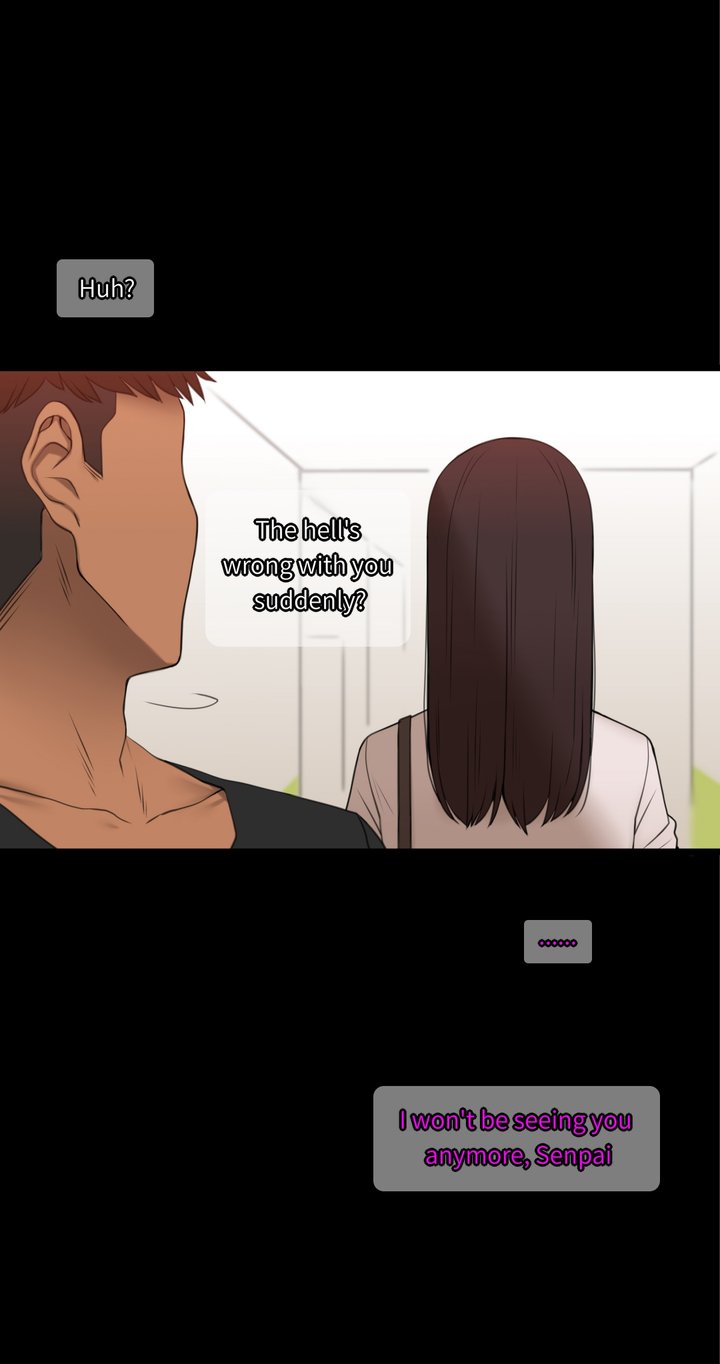 Huh?
The hell's
wrong with you
suddenly?
......
I won't be seeing you
anymore, Senpai